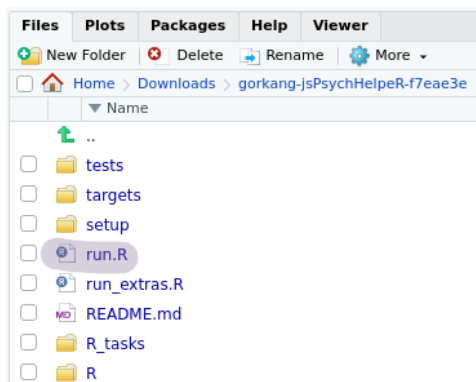 Files Plots Packages Help Viewer
New Folder Delete Rename More
Home > Downloads > gorkang-jsPsychHelpeR-f7eae3e
Name
..
tests
targets
setup
run.R
run_extras.R
MD README.md
R_tasks
R